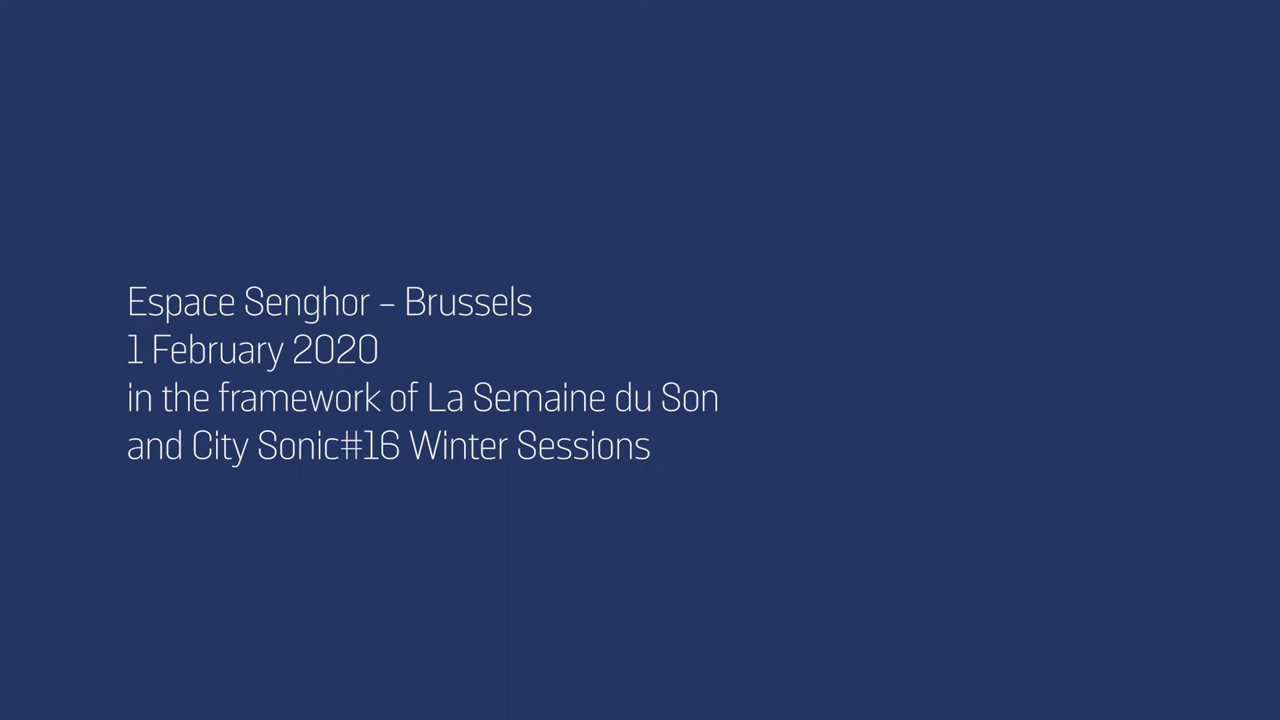 Espace Senghor – Brussels
1 February 2020
in the framework of La Semaine du Son
and City Sonic#16 Winter Sessions